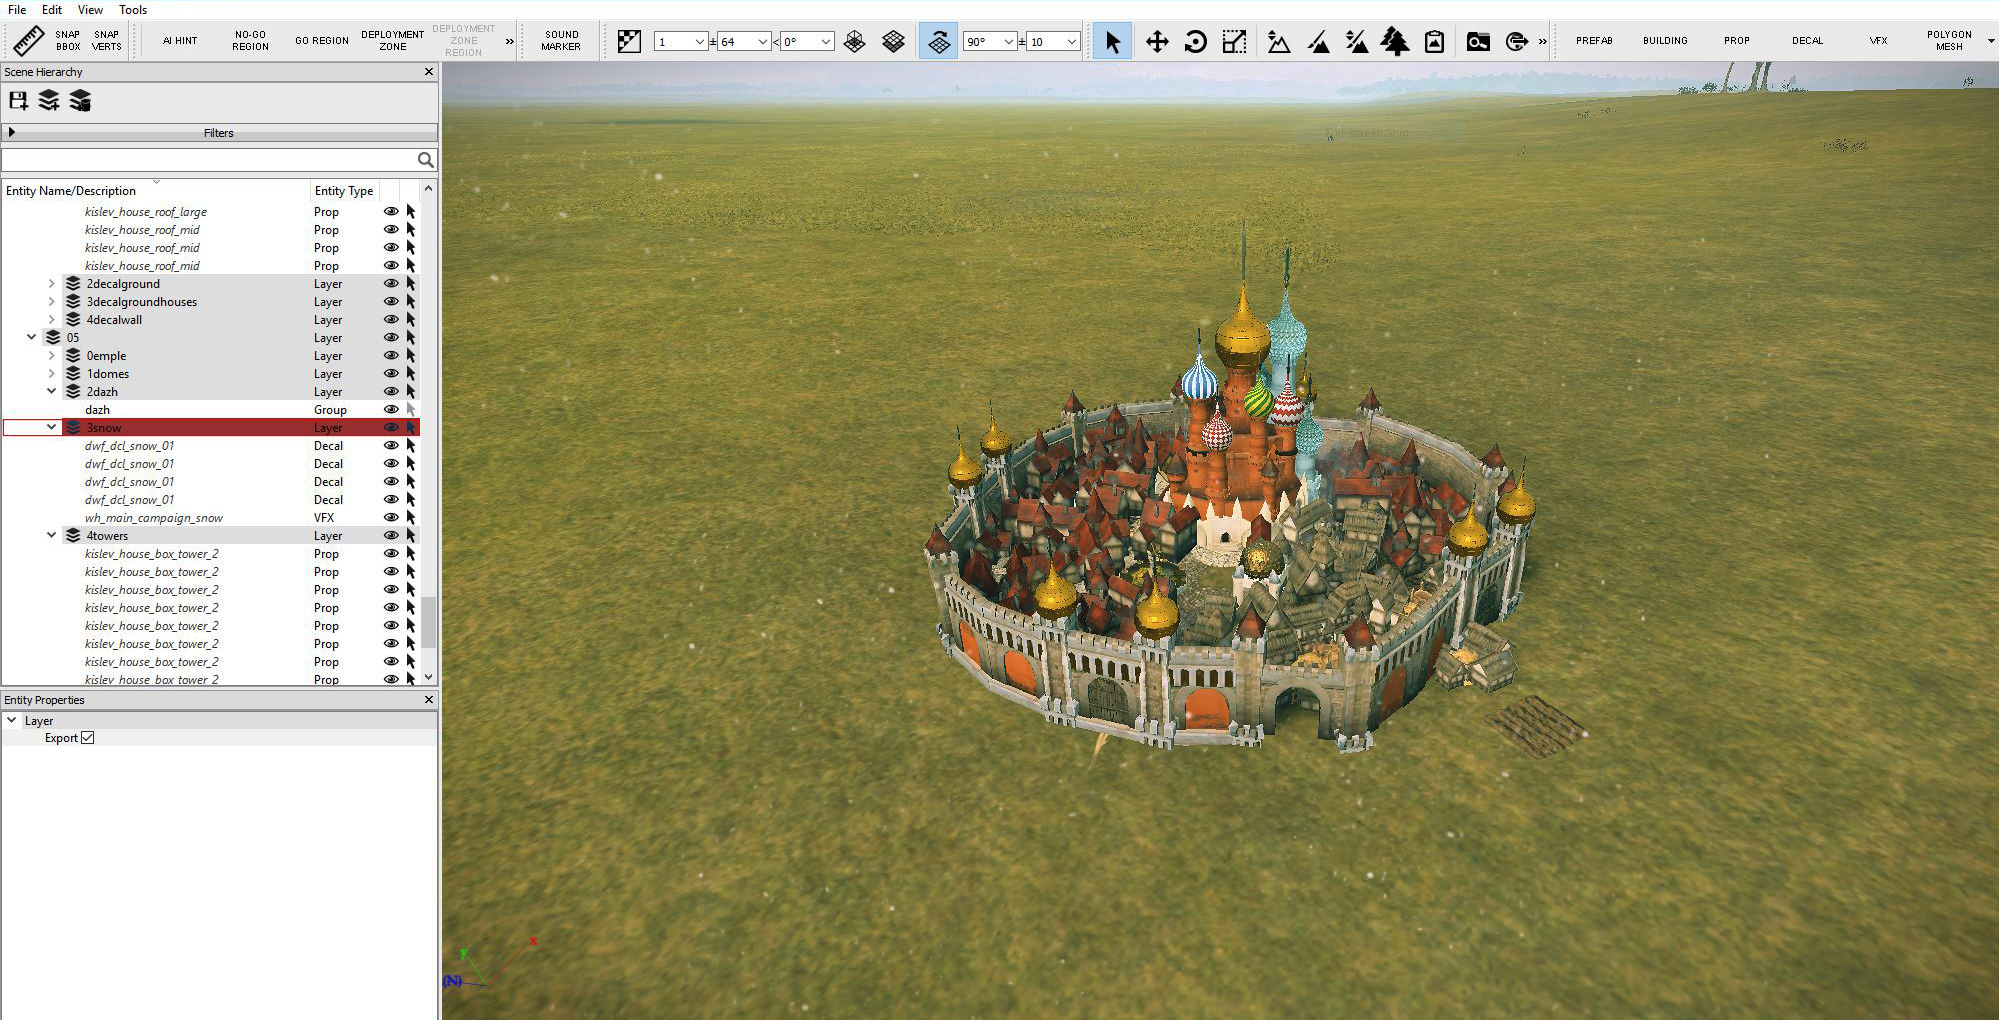 File Edit View Tools
SNAP BBOX
SNAP VERTS
AI HINT
NO-GO REGION
GO REGION
DEPLOYMENT ZONE
DEPLOYMENT ZONE REGION
»
SOUND MARKER
1
±
64
<
0°
90°
±
10
»
PREFAB
BUILDING
PROP
DECAL
VFX
POLYGON MESH
Scene Hierarchy
Filters
Entity Name/Description Entity Type
kislev_house_roof_large Prop
kislev_house_roof_mid Prop
kislev_house_roof_mid Prop
kislev_house_roof_mid Prop
2decalground Layer
3decalgroundhouses Layer
4decalwall Layer
05 Layer
0emple Layer
1domes Layer
2dazh Layer
dazh Group
3snow Layer
dwf_dcl_snow_01 Decal
dwf_dcl_snow_01 Decal
dwf_dcl_snow_01 Decal
dwf_dcl_snow_01 Decal
wh_main_campaign_snow VFX
4towers Layer
kislev_house_box_tower_2 Prop
kislev_house_box_tower_2 Prop
kislev_house_box_tower_2 Prop
kislev_house_box_tower_2 Prop
kislev_house_box_tower_2 Prop
kislev_house_box_tower_2 Prop
kislev_house_box_tower_2 Prop
kislev_house_box_tower_2 Prop
Entity Properties
Layer
Export
Full-screen Snip
y
x
(N)